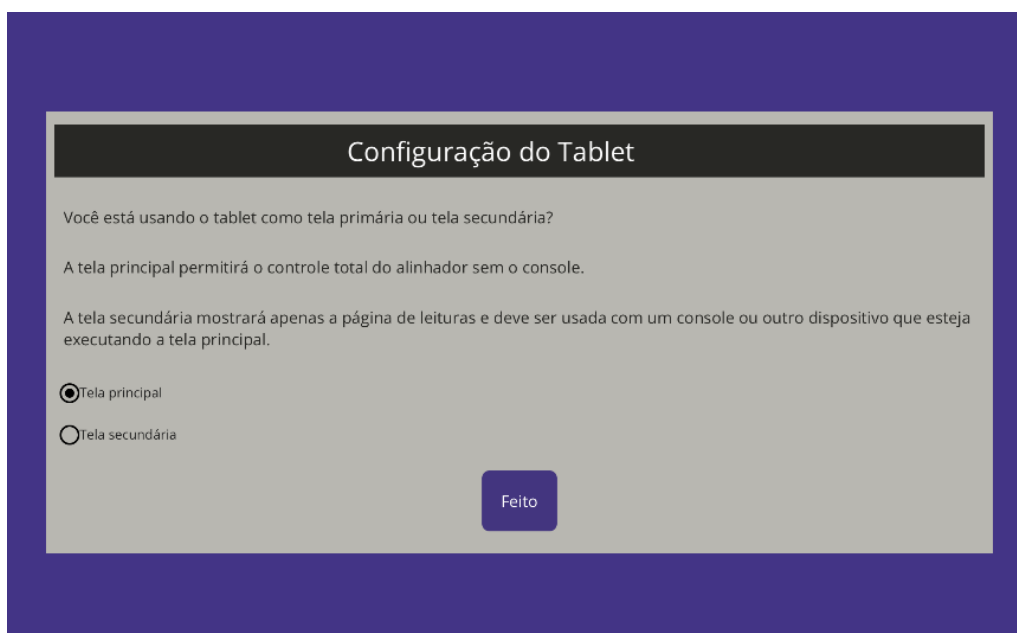 Configuração do Tablet
Você está usando o tablet como tela primária ou tela secundária?
A tela principal permitirá o controle total do alinhador sem o console.
A tela secundária mostrará apenas a página de leituras e deve ser usada com um console ou outro dispositivo que esteja
executando a tela principal.
Tela principal
Tela secundária
Feito